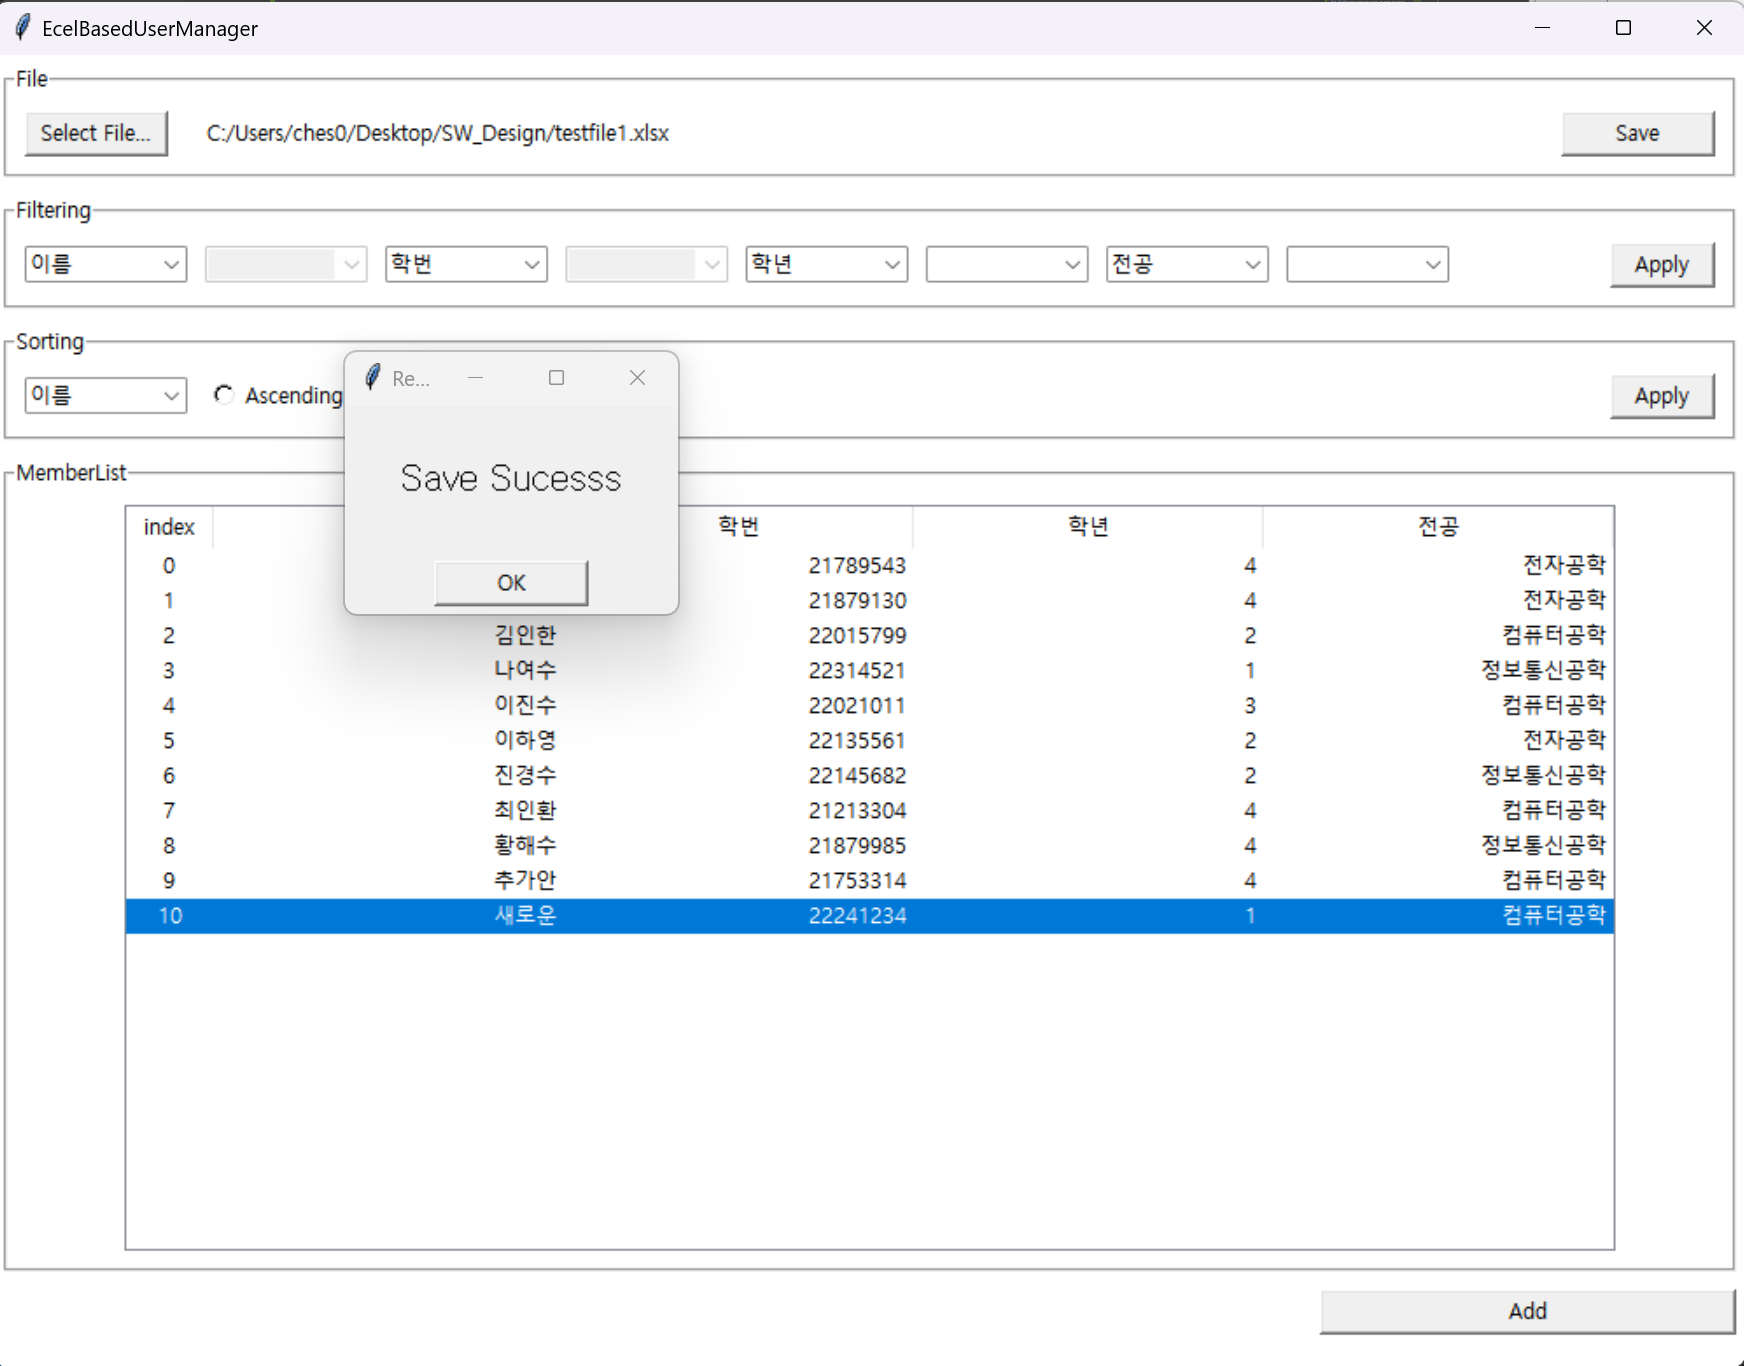 EcelBasedUserManager
File
Select File... C:/Users/ches0/Desktop/SW_Design/testfile1.xlsx Save
Filtering
이름 학번 학년 전공 Apply
Sorting
이름 Ascending Apply
Re...
Save Sucesss
OK
MemberList
index 학번 학년 전공
0 21789543 4 전자공학
1 21879130 4 전자공학
2 김인한 22015799 2 컴퓨터공학
3 나여수 22314521 1 정보통신공학
4 이진수 22021011 3 컴퓨터공학
5 이하영 22135561 2 전자공학
6 진경수 22145682 2 정보통신공학
7 최인환 21213304 4 컴퓨터공학
8 황해수 21879985 4 정보통신공학
9 추가안 21753314 4 컴퓨터공학
10 새로운 22241234 1 컴퓨터공학
Add